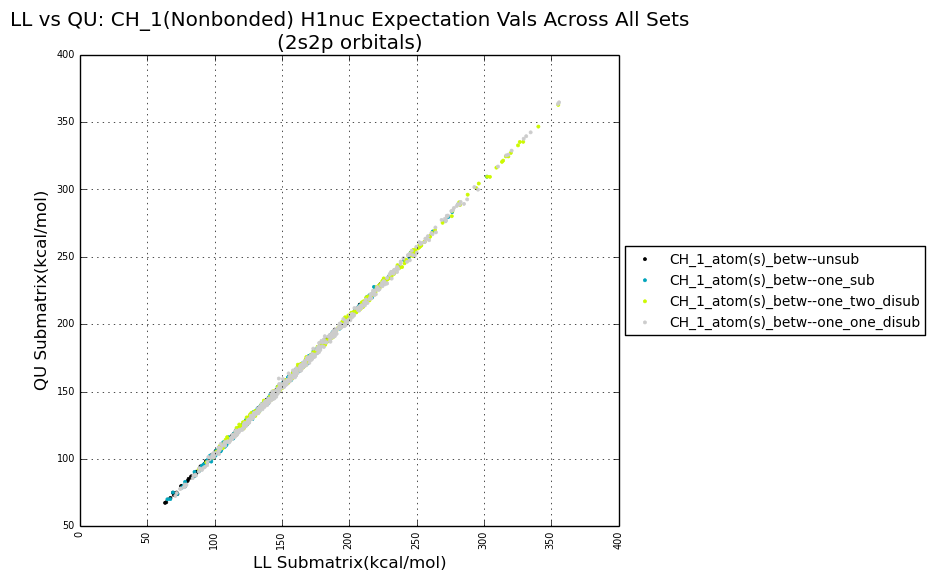 LL vs QU: CH_1(Nonbonded) H1nuc Expectation Vals Across All Sets
(2s2p orbitals)
QU Submatrix(kcal/mol)
400
350
300
250
200
150
100
50
0
50
100
150
200
250
300
350
400
LL Submatrix(kcal/mol)
CH_1_atom(s)_betw--unsub
CH_1_atom(s)_betw--one_sub
CH_1_atom(s)_betw--one_two_disub
CH_1_atom(s)_betw--one_one_disub